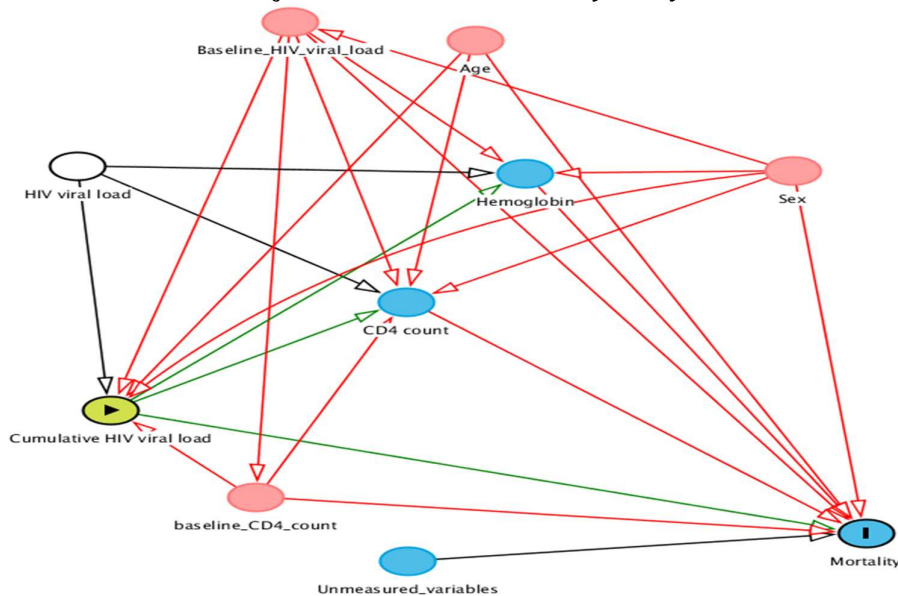 Baseline_HIV_viral_load
Age
HIV viral load
Hemoglobin
Sex
CD4 count
Cumulative HIV viral load
baseline_CD4_count
Mortality
Unmeasured_variables